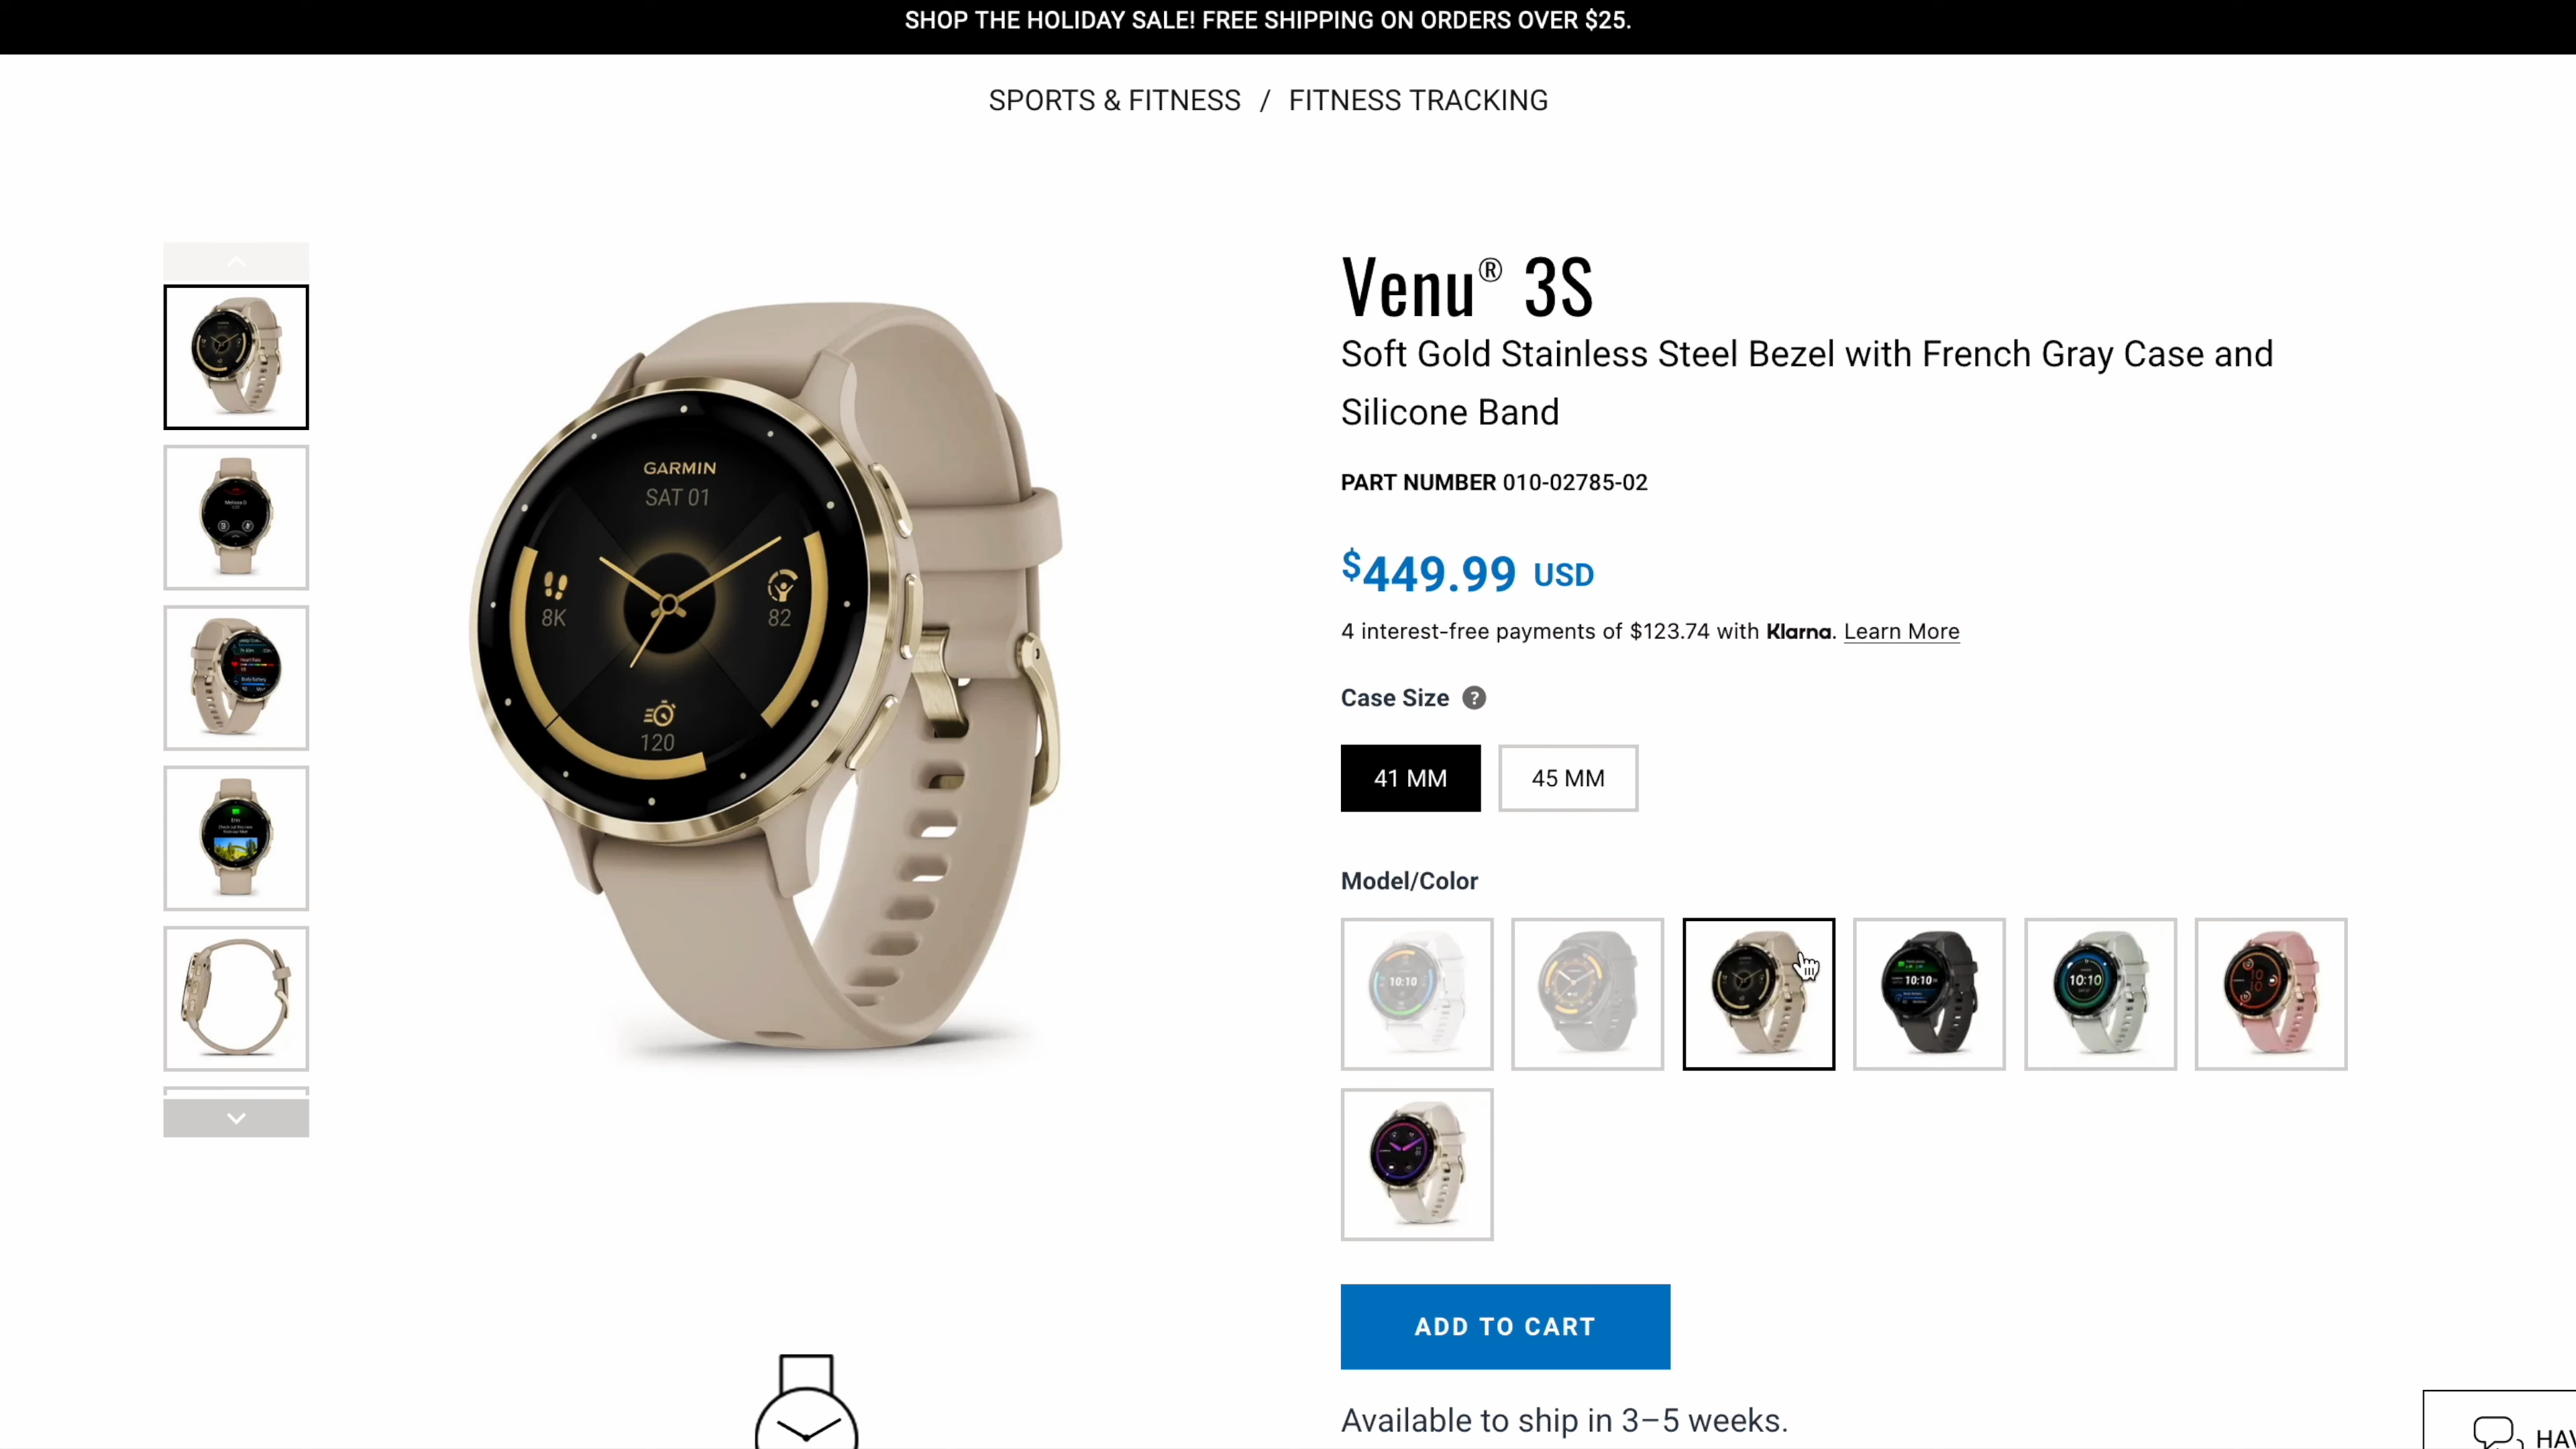 SHOP THE HOLIDAY SALE! FREE SHIPPING ON ORDERS OVER $25.
SPORTS & FITNESS / FITNESS TRACKING
GARMIN
SAT 01
8K
82
120
Venu® 3S
Soft Gold Stainless Steel Bezel with French Gray Case and
Silicone Band
PART NUMBER 010-02785-02
$449.99 USD
4 interest-free payments of $123.74 with Klarna. Learn More
Case Size ?
41 MM 45 MM
Model/Color
10:10 10:10 10:10
ADD TO CART
Available to ship in 3–5 weeks.